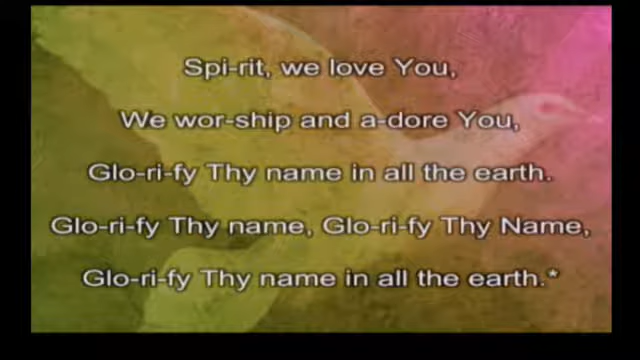 Spi-rit, we love You,
We wor-ship and a-dore You,
Glo-ri-fy Thy name in all the earth.
Glo-ri-fy Thy name, Glo-ri-fy Thy Name,
Glo-ri-fy Thy name in all the earth.*